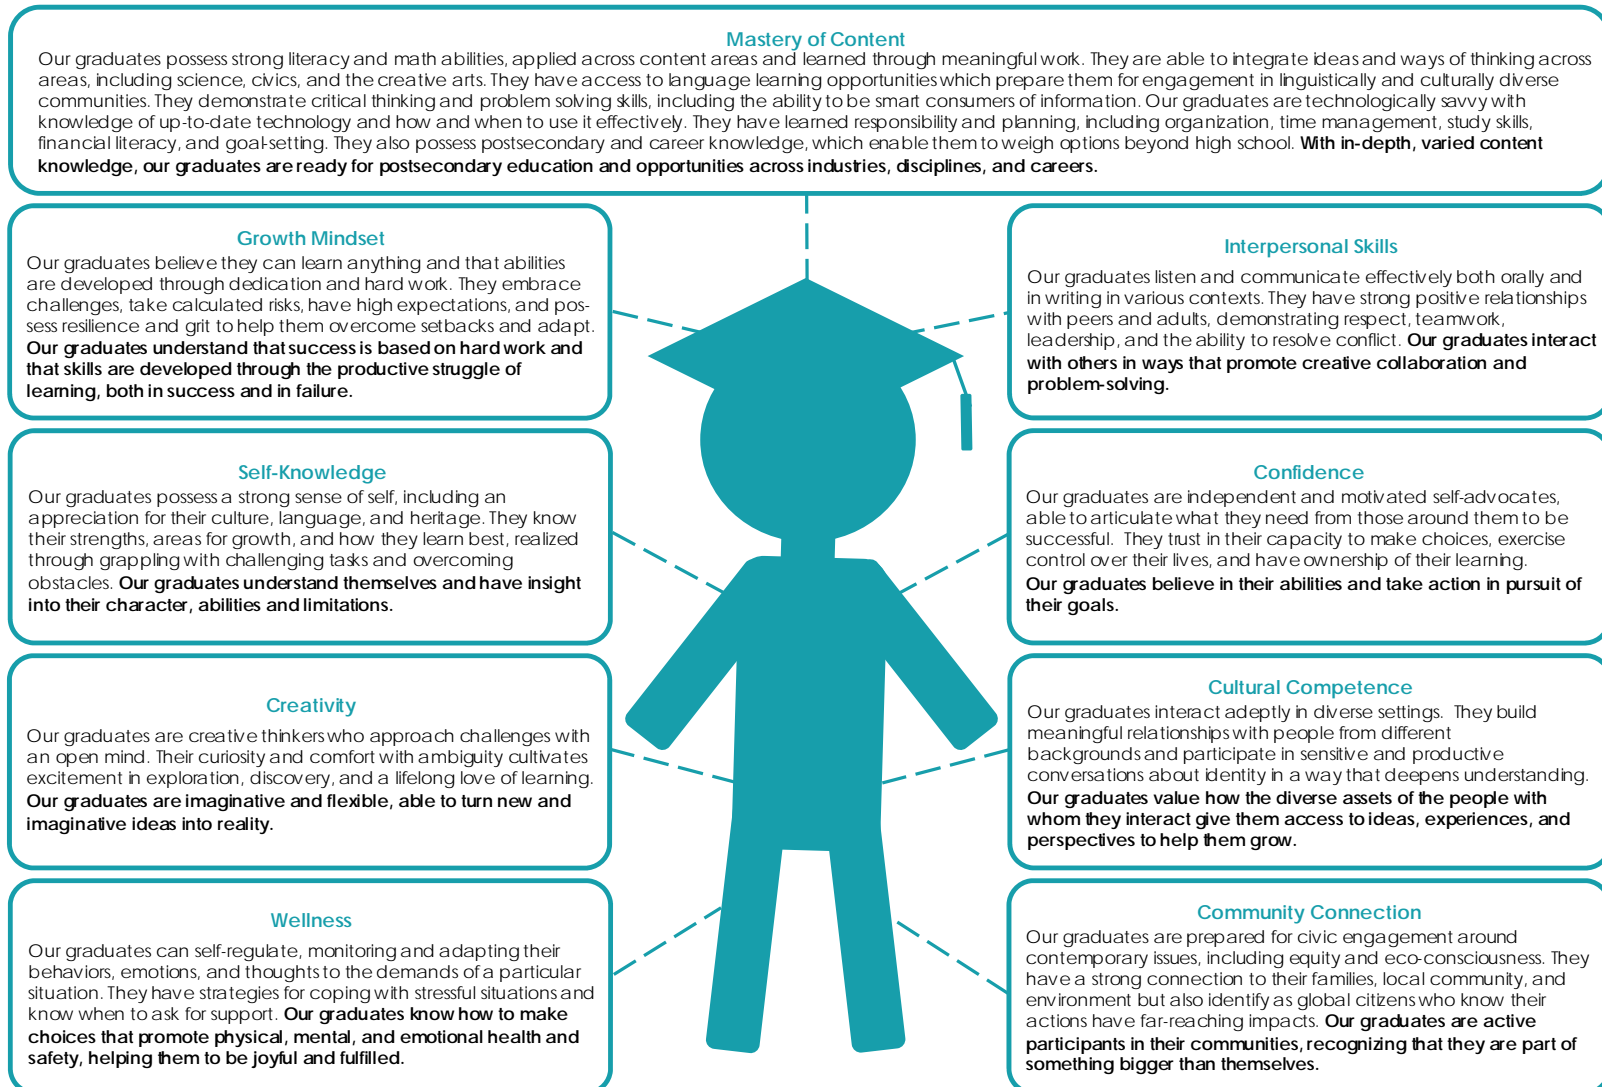 Mastery of Content
Our graduates possess strong literacy and math abilities, applied across content areas and learned through meaningful work. They are able to integrate ideas and ways of thinking across
areas, including science, civics, and the creative arts. They have access to language learning opportunities which prepare them for engagement in linguistically and culturally diverse
communities. They demonstrate critical thinking and problem solving skills, including the ability to be smart consumers of information. Our graduates are technologically savvy with
knowledge of up-to-date technology and how and when to use it effectively. They have learned responsibility and planning, including organization, time management, study skills,
financial literacy, and goal-setting. They also possess postsecondary and career knowledge, which enable them to weigh options beyond high school. With in-depth, varied content
knowledge, our graduates are ready for postsecondary education and opportunities across industries, disciplines, and careers.
Growth Mindset
Our graduates believe they can learn anything and that abilities
are developed through dedication and hard work. They embrace
challenges, take calculated risks, have high expectations, and pos-
sess resilience and grit to help them overcome setbacks and adapt.
Our graduates understand that success is based on hard work and
that skills are developed through the productive struggle of
learning, both in success and in failure.
Interpersonal Skills
Our graduates listen and communicate effectively both orally and
in writing in various contexts. They have strong positive relationships
with peers and adults, demonstrating respect, teamwork,
leadership, and the ability to resolve conflict. Our graduates interact
with others in ways that promote creative collaboration and
problem-solving.
Self-Knowledge
Our graduates possess a strong sense of self, including an
appreciation for their culture, language, and heritage. They know
their strengths, areas for growth, and how they learn best, realized
through grappling with challenging tasks and overcoming
obstacles. Our graduates understand themselves and have insight
into their character, abilities and limitations.
Confidence
Our graduates are independent and motivated self-advocates,
able to articulate what they need from those around them to be
successful. They trust in their capacity to make choices, exercise
control over their lives, and have ownership of their learning.
Our graduates believe in their abilities and take action in pursuit of
their goals.
Creativity
Our graduates are creative thinkers who approach challenges with
an open mind. Their curiosity and comfort with ambiguity cultivates
excitement in exploration, discovery, and a lifelong love of learning.
Our graduates are imaginative and flexible, able to turn new and
imaginative ideas into reality.
Cultural Competence
Our graduates interact adeptly in diverse settings. They build
meaningful relationships with people from different
backgrounds and participate in sensitive and productive
conversations about identity in a way that deepens understanding.
Our graduates value how the diverse assets of the people with
whom they interact give them access to ideas, experiences, and
perspectives to help them grow.
Wellness
Our graduates can self-regulate, monitoring and adapting their
behaviors, emotions, and thoughts to the demands of a particular
situation. They have strategies for coping with stressful situations and
know when to ask for support. Our graduates know how to make
choices that promote physical, mental, and emotional health and
safety, helping them to be joyful and fulfilled.
Community Connection
Our graduates are prepared for civic engagement around
contemporary issues, including equity and eco-consciousness. They
have a strong connection to their families, local community, and
environment but also identify as global citizens who know their
actions have far-reaching impacts. Our graduates are active
participants in their communities, recognizing that they are part of
something bigger than themselves.